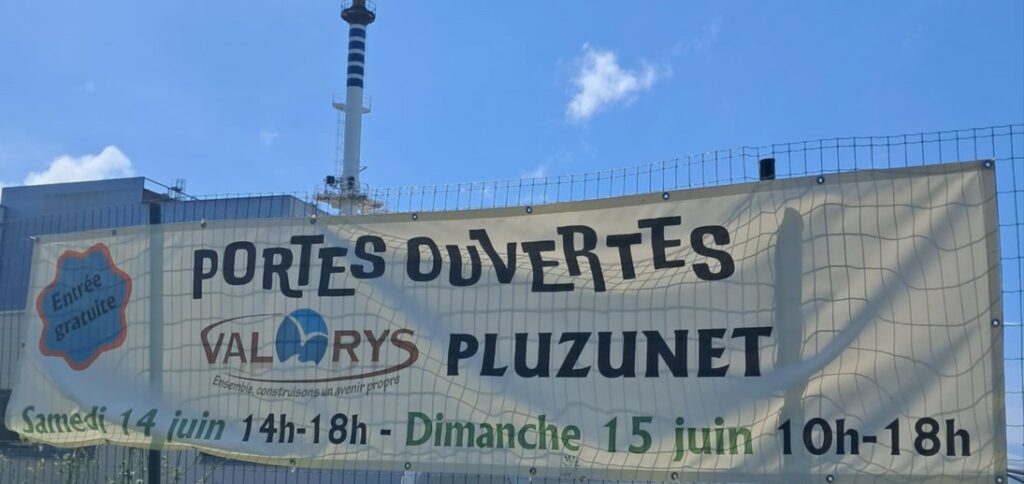 PORTES OUVERTES
Entrée
gratuite
VALORYS
PLUZUNET
Ensemble, construisons un avenir propre
Samedi 14 juin 14h-18h - Dimanche 15 juin 10h-18h